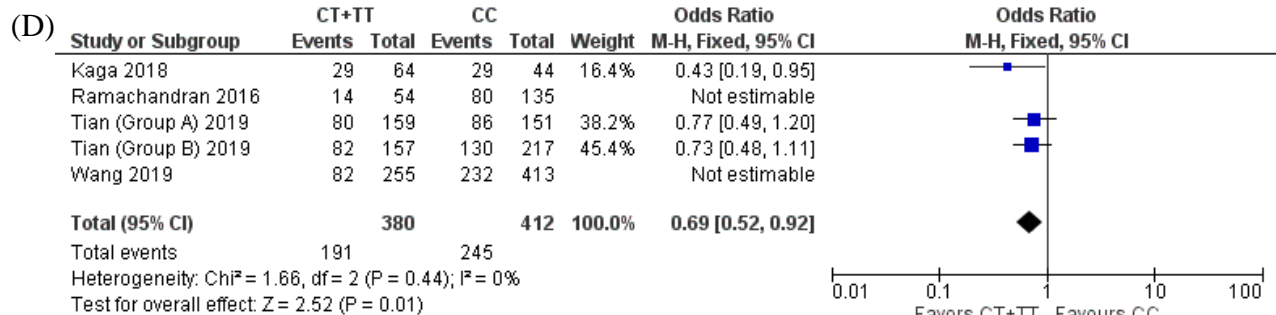 (D)
CT+TT CC Odds Ratio Odds Ratio
Study or Subgroup Events Total Events Total Weight M-H, Fixed, 95% CI M-H, Fixed, 95% CI
Kaga 2018 29 64 29 44 16.4% 0.43 [0.19, 0.95]
Ramachandran 2016 14 54 80 135 Not estimable
Tian (Group A) 2019 80 159 86 151 38.2% 0.77 [0.49, 1.20]
Tian (Group B) 2019 82 157 130 217 45.4% 0.73 [0.48, 1.11]
Wang 2019 82 255 232 413 Not estimable
Total (95% CI) 380 412 100.0% 0.69 [0.52, 0.92]
Total events 191 245
Heterogeneity: Chi² = 1.66, df = 2 (P = 0.44); I² = 0%
Test for overall effect: Z = 2.52 (P = 0.01)
0.01 0.1 1 10 100
Favors CT+TT Favours CC